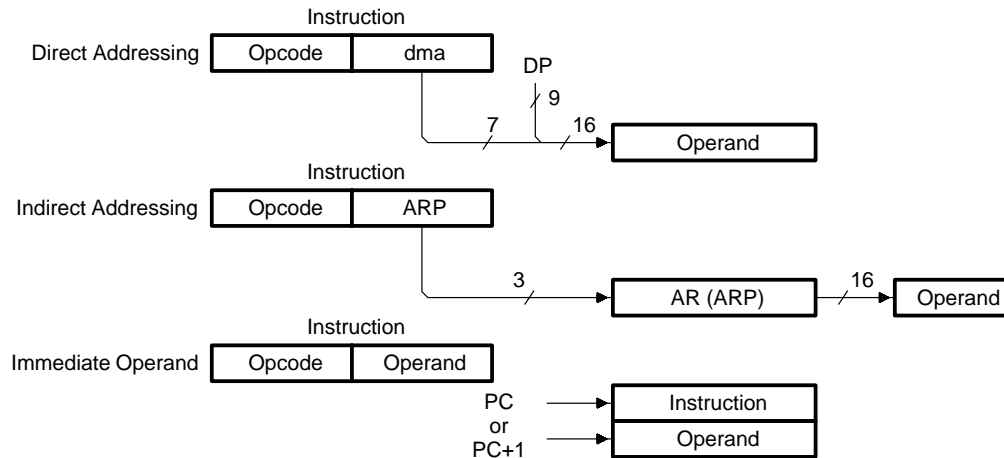 Instruction
Direct Addressing Opcode dma
DP
9
7 16
Operand
Instruction
Indirect Addressing Opcode ARP
3 AR (ARP) 16 Operand
Instruction
Immediate Operand Opcode Operand
PC Instruction
or
PC+1 Operand